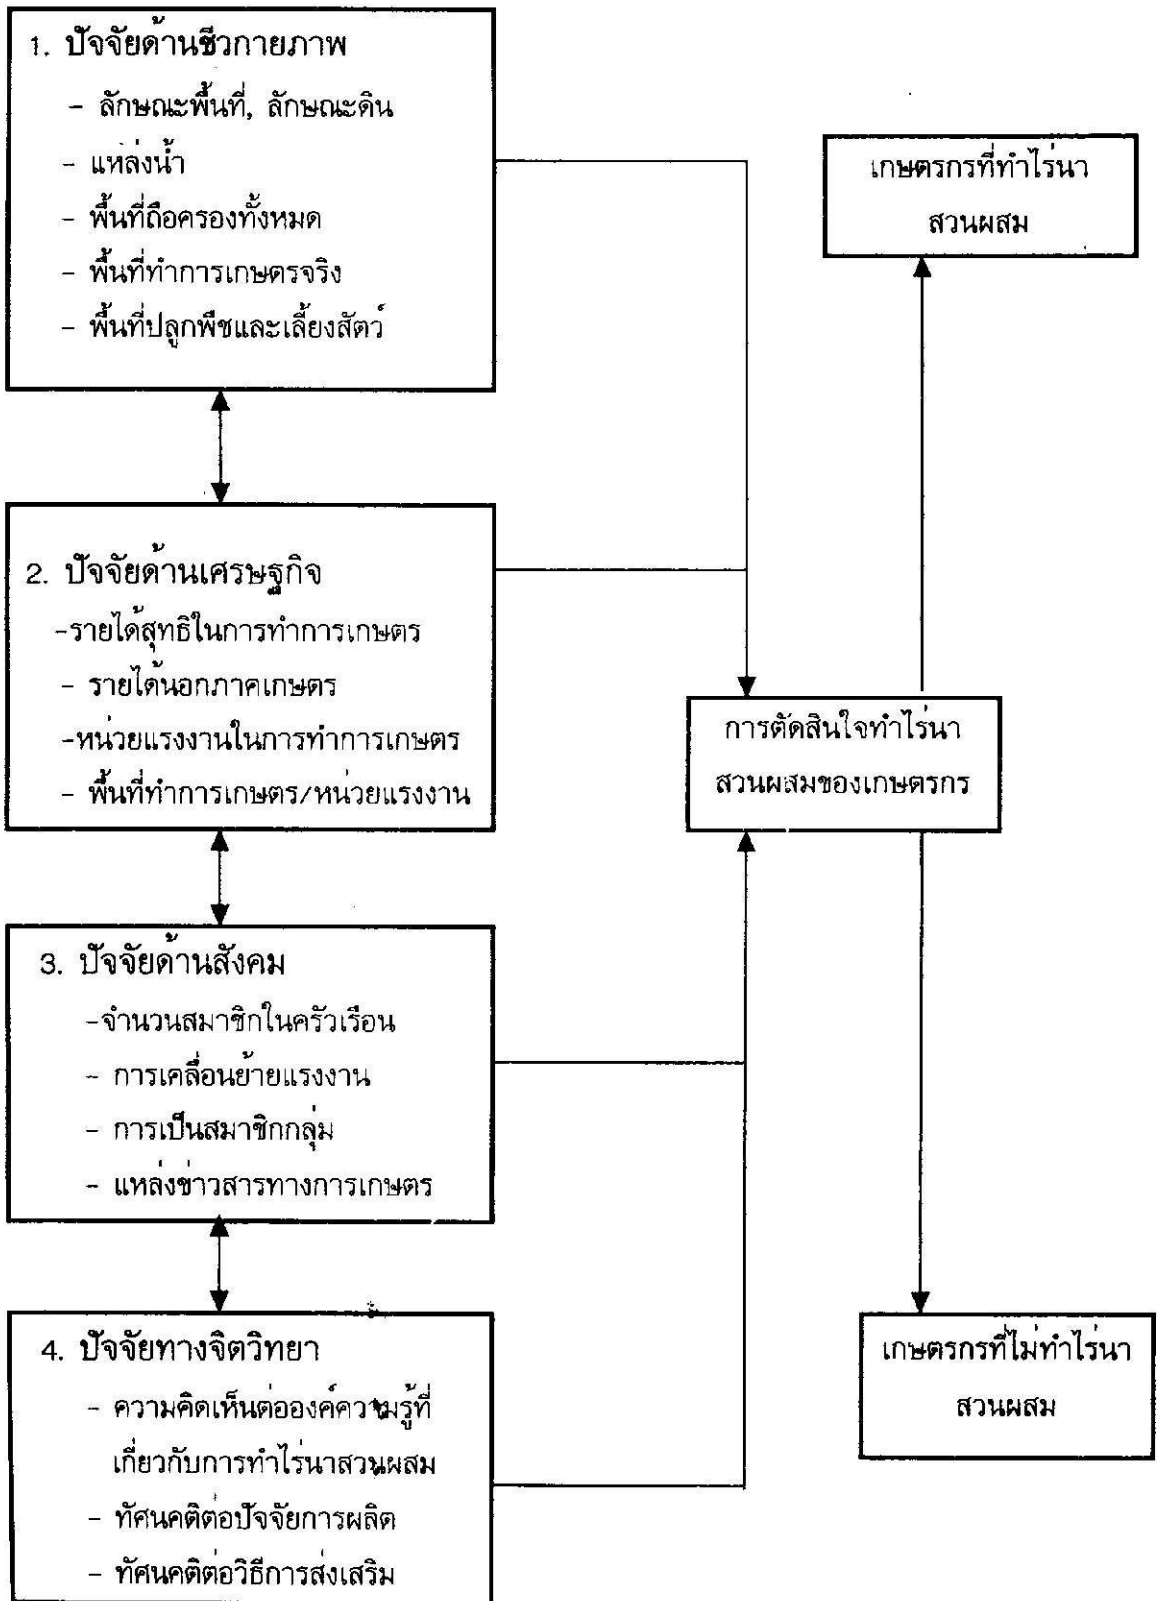 1. ปัจจัยด้านชีวกายภาพ
- ลักษณะพื้นที่, ลักษณะดิน
- แหล่งน้ำ
- พื้นที่ถือครองทั้งหมด
- พื้นที่ทำการเกษตรจริง
- พื้นที่ปลูกพืชและเลี้ยงสัตว์
เกษตรกรที่ทำไร่นา
สวนผสม
2. ปัจจัยด้านเศรษฐกิจ
-รายได้สุทธิในการทำการเกษตร
- รายได้นอกภาคเกษตร
-หน่วยแรงงานในการทำการเกษตร
- พื้นที่ทำการเกษตร/หน่วยแรงงาน
การตัดสินใจทำไร่นา
สวนผสมของเกษตรกร
3. ปัจจัยด้านสังคม
-จำนวนสมาชิกในครัวเรือน
- การเคลื่อนย้ายแรงงาน
- การเป็นสมาชิกกลุ่ม
- แหล่งข่าวสารทางการเกษตร
4. ปัจจัยทางจิตวิทยา
- ความคิดเห็นต่อองค์ความรู้ที่
เกี่ยวกับการทำไร่นาสวนผสม
- ทัศนคติต่อปัจจัยการผลิต
- ทัศนคติต่อวิธีการส่งเสริม
เกษตรกรที่ไม่ทำไร่นา
สวนผสม